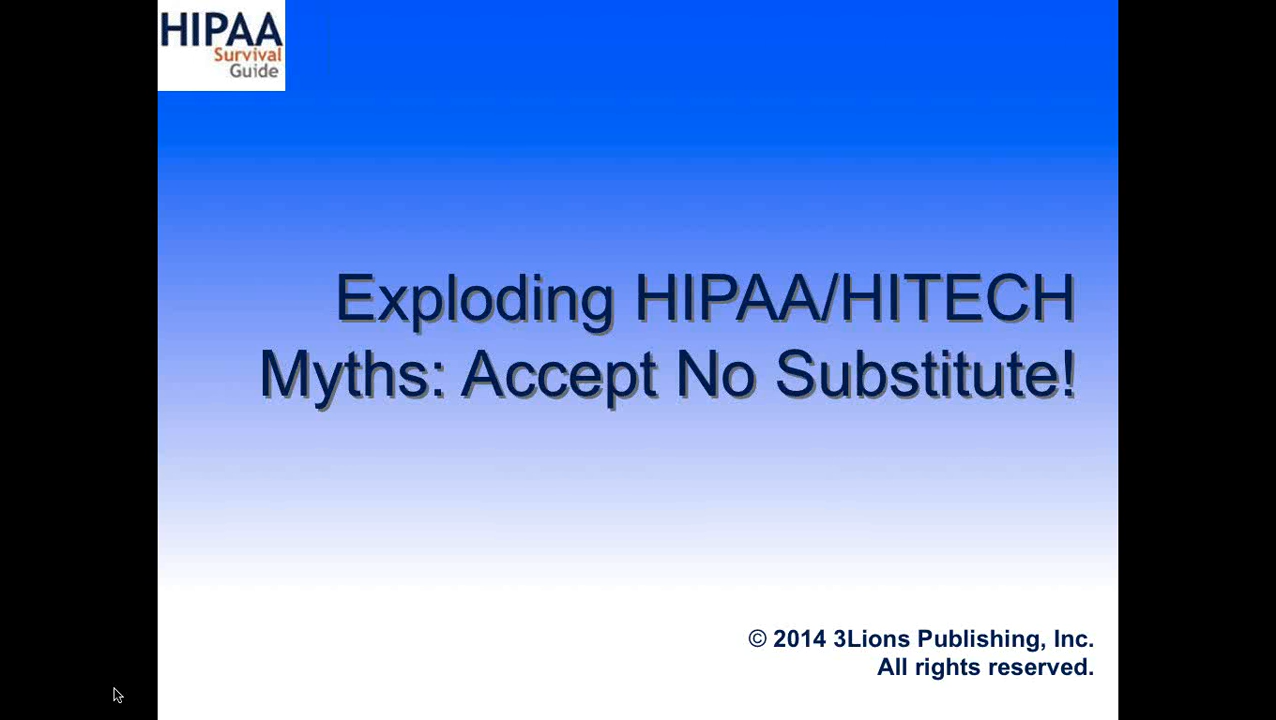 HIPAA
Survival
Guide
Exploding HIPAA/HITECH
Myths: Accept No Substitute!
© 2014 3Lions Publishing, Inc.
All rights reserved.